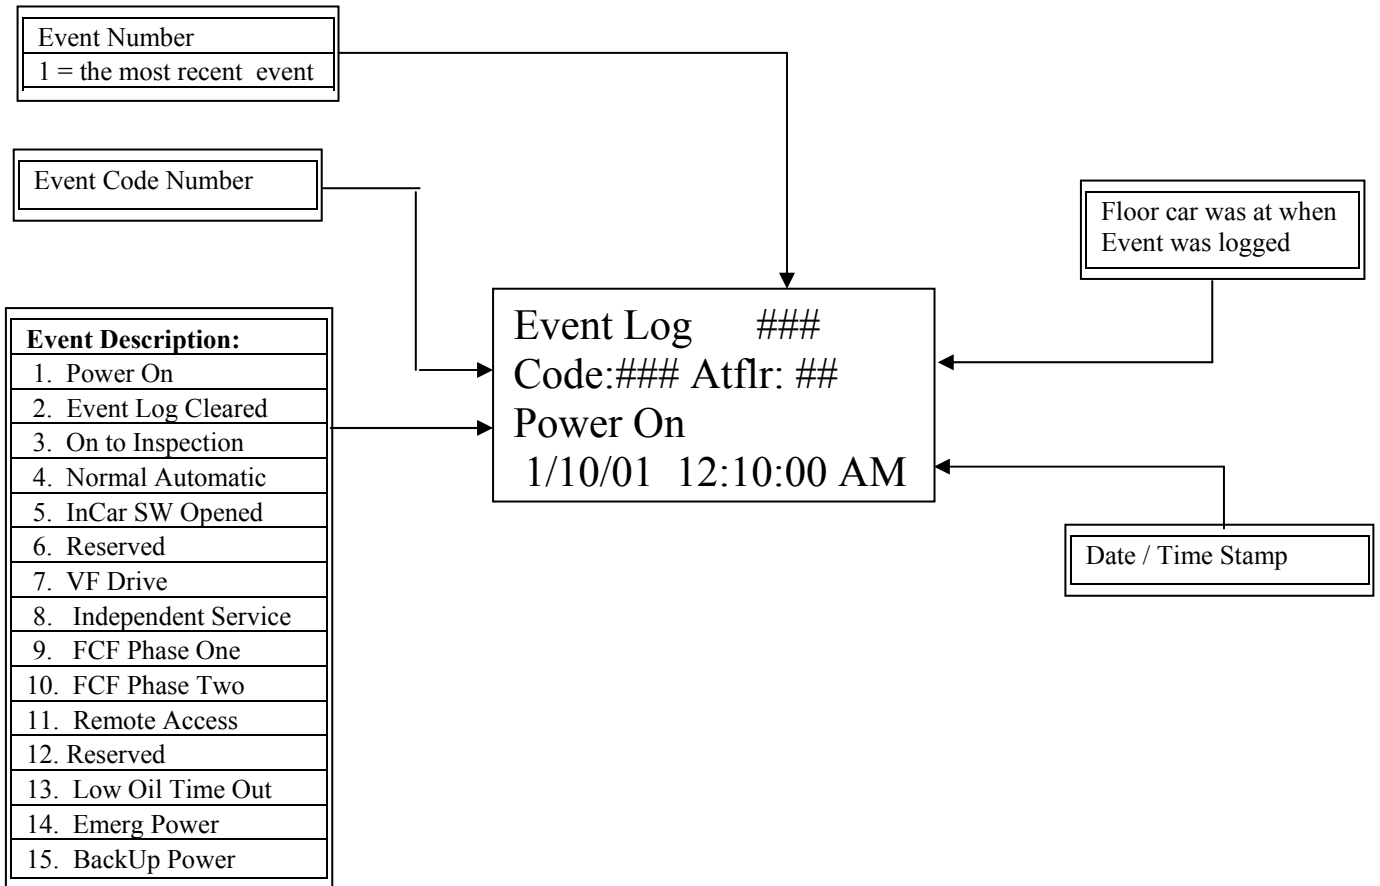 Event Number
1 = the most recent event
Event Code Number
Floor car was at when
Event was logged
Event Log ###
Code:### Atflr: ##
Power On
1/10/01 12:10:00 AM
Event Description:
1. Power On
2. Event Log Cleared
3. On to Inspection
4. Normal Automatic
5. InCar SW Opened
6. Reserved
7. VF Drive
8. Independent Service
9. FCF Phase One
10. FCF Phase Two
11. Remote Access
12. Reserved
13. Low Oil Time Out
14. Emerg Power
15. BackUp Power
Date / Time Stamp